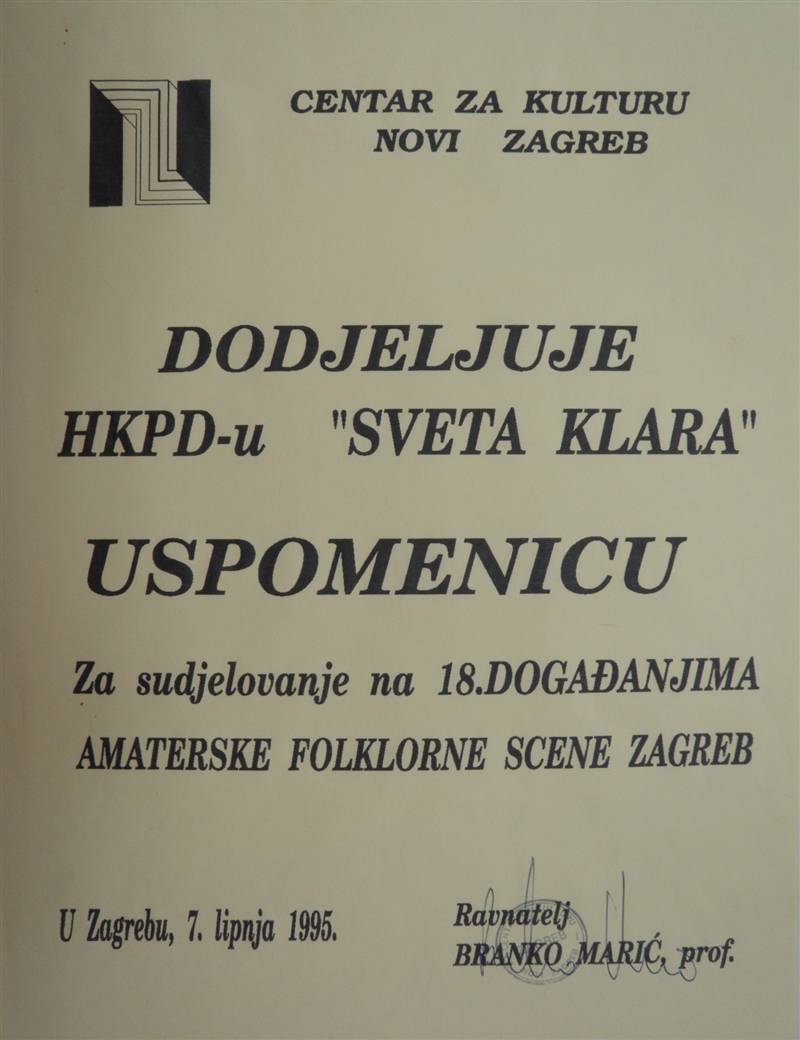 CENTAR ZA KULTURU
NOVI ZAGREB
DODJELJUJE
HKPD-u "SVETA KLARA"
USPOMENICU
Za sudjelovanje na 18.DOGAĐANJIMA
AMATERSKE FOLKLORNE SCENE ZAGREB
U Zagrebu, 7. lipnja 1995.
Ravnatelj
BRANKO MARIĆ, prof.